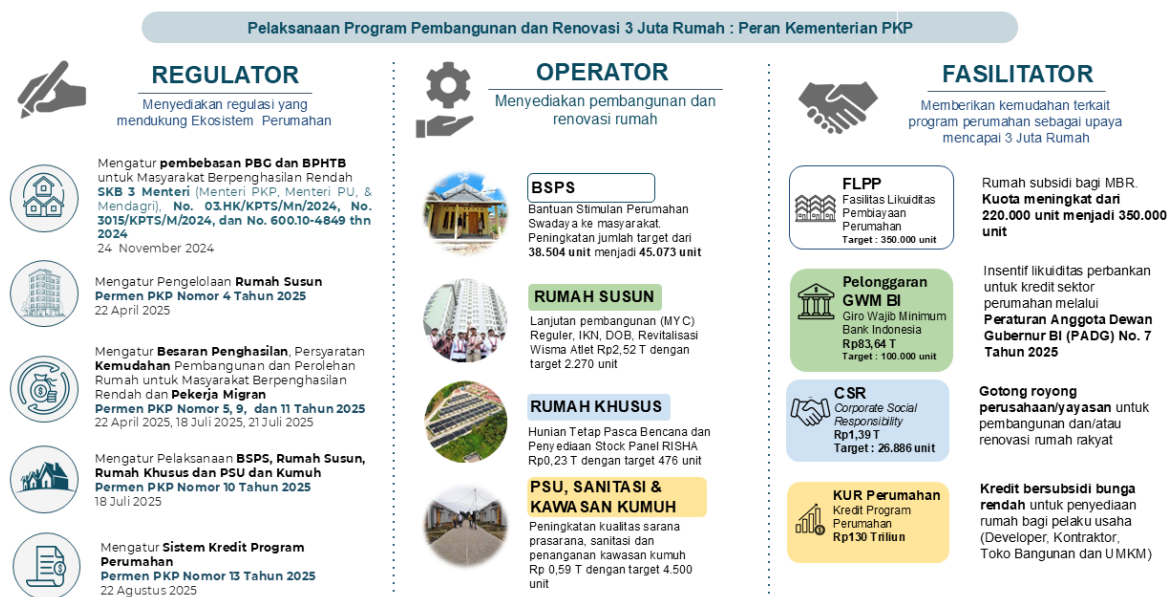 Pelaksanaan Program Pembangunan dan Renovasi 3 Juta Rumah : Peran Kementerian PKP
REGULATOR
Menyediakan regulasi yang
mendukung Ekosistem Perumahan
Mengatur pembebasan PBG dan BPHTB
untuk Masyarakat Berpenghasilan Rendah
SKB 3 Menteri (Menteri PKP, Menteri PU, &
Mendagri), No. 03.HK/KPTS/Mn/2024, No.
3015/KPTS/M/2024, dan No. 600.10-4849 thn
2024
24 November 2024
Mengatur Pengelolaan Rumah Susun
Permen PKP Nomor 4 Tahun 2025
22 April 2025
Mengatur Besaran Penghasilan, Persyaratan
Kemudahan Pembangunan dan Perolehan
Rumah untuk Masyarakat Berpenghasilan
Rendah dan Pekerja Migran
Permen PKP Nomor 5, 9, dan 11 Tahun 2025
22 April 2025, 18 Juli 2025, 21 Juli 2025
Mengatur Pelaksanaan BSPS, Rumah Susun,
Rumah Khusus dan PSU dan Kumuh
Permen PKP Nomor 10 Tahun 2025
18 Juli 2025
Mengatur Sistem Kredit Program
Perumahan
Permen PKP Nomor 13 Tahun 2025
22 Agustus 2025
OPERATOR
Menyediakan pembangunan dan
renovasi rumah
BSPS
Bantuan Stimulan Perumahan
Swadaya ke masyarakat.
Peningkatan jumlah target dari
38.504 unit menjadi 45.073 unit
RUMAH SUSUN
Lanjutan pembangunan (MYC)
Reguler, IKN, DOB, Revitalisasi
Wisma Atlet Rp2,52 T dengan
target 2.270 unit
RUMAH KHUSUS
Hunian Tetap Pasca Bencana dan
Penyediaan Stock Panel RISHA
Rp0,23 T dengan target 476 unit
PSU, SANITASI &
KAWASAN KUMUH
Peningkatan kualitas sarana
prasarana, sanitasi dan
penanganan kawasan kumuh
Rp 0,59 T dengan target 4.500
unit
FASILITATOR
Memberikan kemudahan terkait
program perumahan sebagai upaya
mencapai 3 Juta Rumah
FLPP
Fasilitas Likuiditas
Pembiayaan
Perumahan
Target : 350.000 unit
Rumah subsidi bagi MBR.
Kuota meningkat dari
220.000 unit menjadi 350.000
unit
Pelonggaran
GWM BI
Giro Wajib Minimum
Bank Indonesia
Rp83,64 T
Target : 100.000 unit
Insentif likuiditas perbankan
untuk kredit sektor
perumahan melalui
Peraturan Anggota Dewan
Gubernur BI (PADG) No. 7
Tahun 2025
CSR
Corporate Social
Responsibility
Rp1,39 T
Target : 26.886 unit
Gotong royong
perusahaan/yayasan untuk
pembangunan dan/atau
renovasi rumah rakyat
KUR Perumahan
Kredit Program
Perumahan
Rp130 Triliun
Kredit bersubsidi bunga
rendah untuk penyediaan
rumah bagi pelaku usaha
(Developer, Kontraktor,
Toko Bangunan dan UMKM)